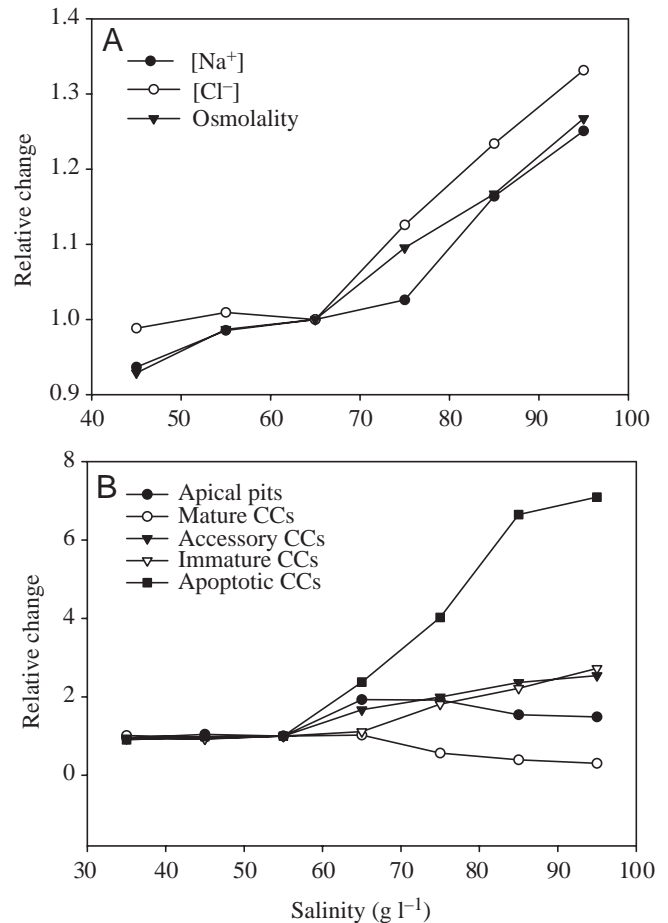 A
[Na⁺]
[Cl⁻]
Osmolality
Relative change
1.4
1.3
1.2
1.1
1.0
0.9
40 50 60 70 80 90 100
B
Apical pits
Mature CCs
Accessory CCs
Immature CCs
Apoptotic CCs
Relative change
8
6
4
2
0
30 40 50 60 70 80 90 100
Salinity (g l⁻¹)